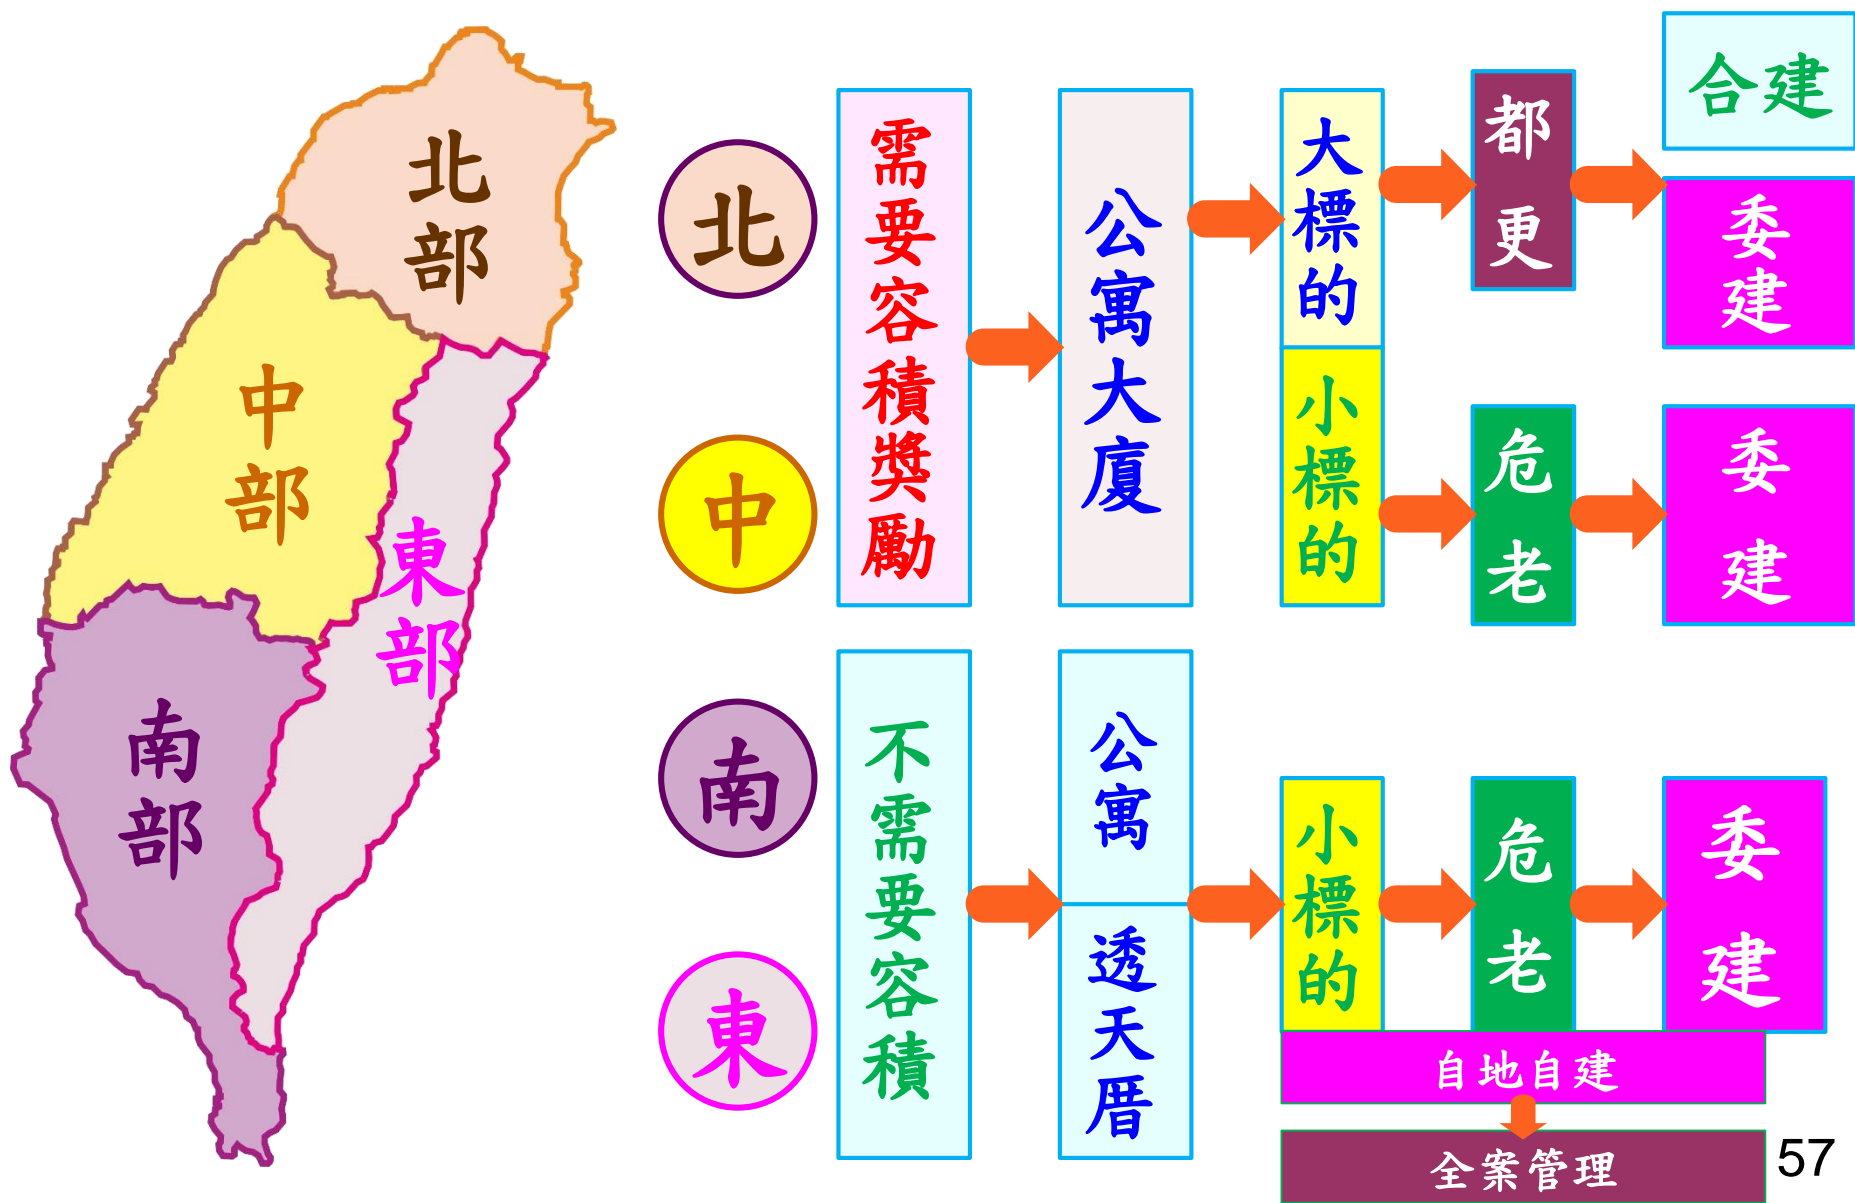 北部
中部
東部
南部
北
中
南
東
需要容積獎勵
公寓大廈
大標的
小標的
都更
危老
合建
委建
委建
不需要容積
公寓
透天厝
小標的
危老
委建
自地自建
全案管理
57